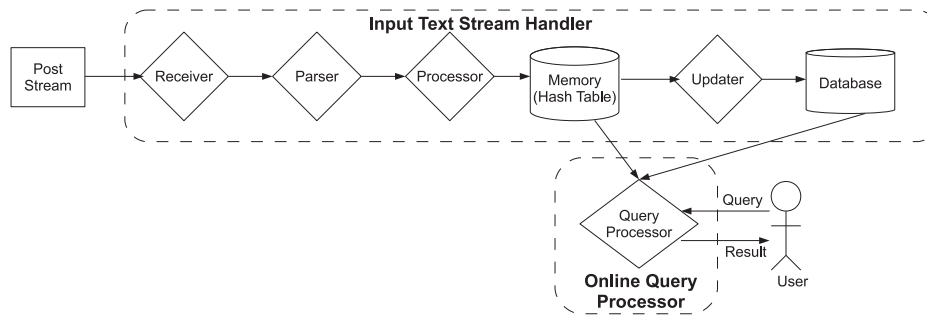 Input Text Stream Handler
Post
Stream
Receiver
Parser
Processor
Memory
(Hash Table)
Updater
Database
Query
Processor
Query
Result
User
Online Query
Processor